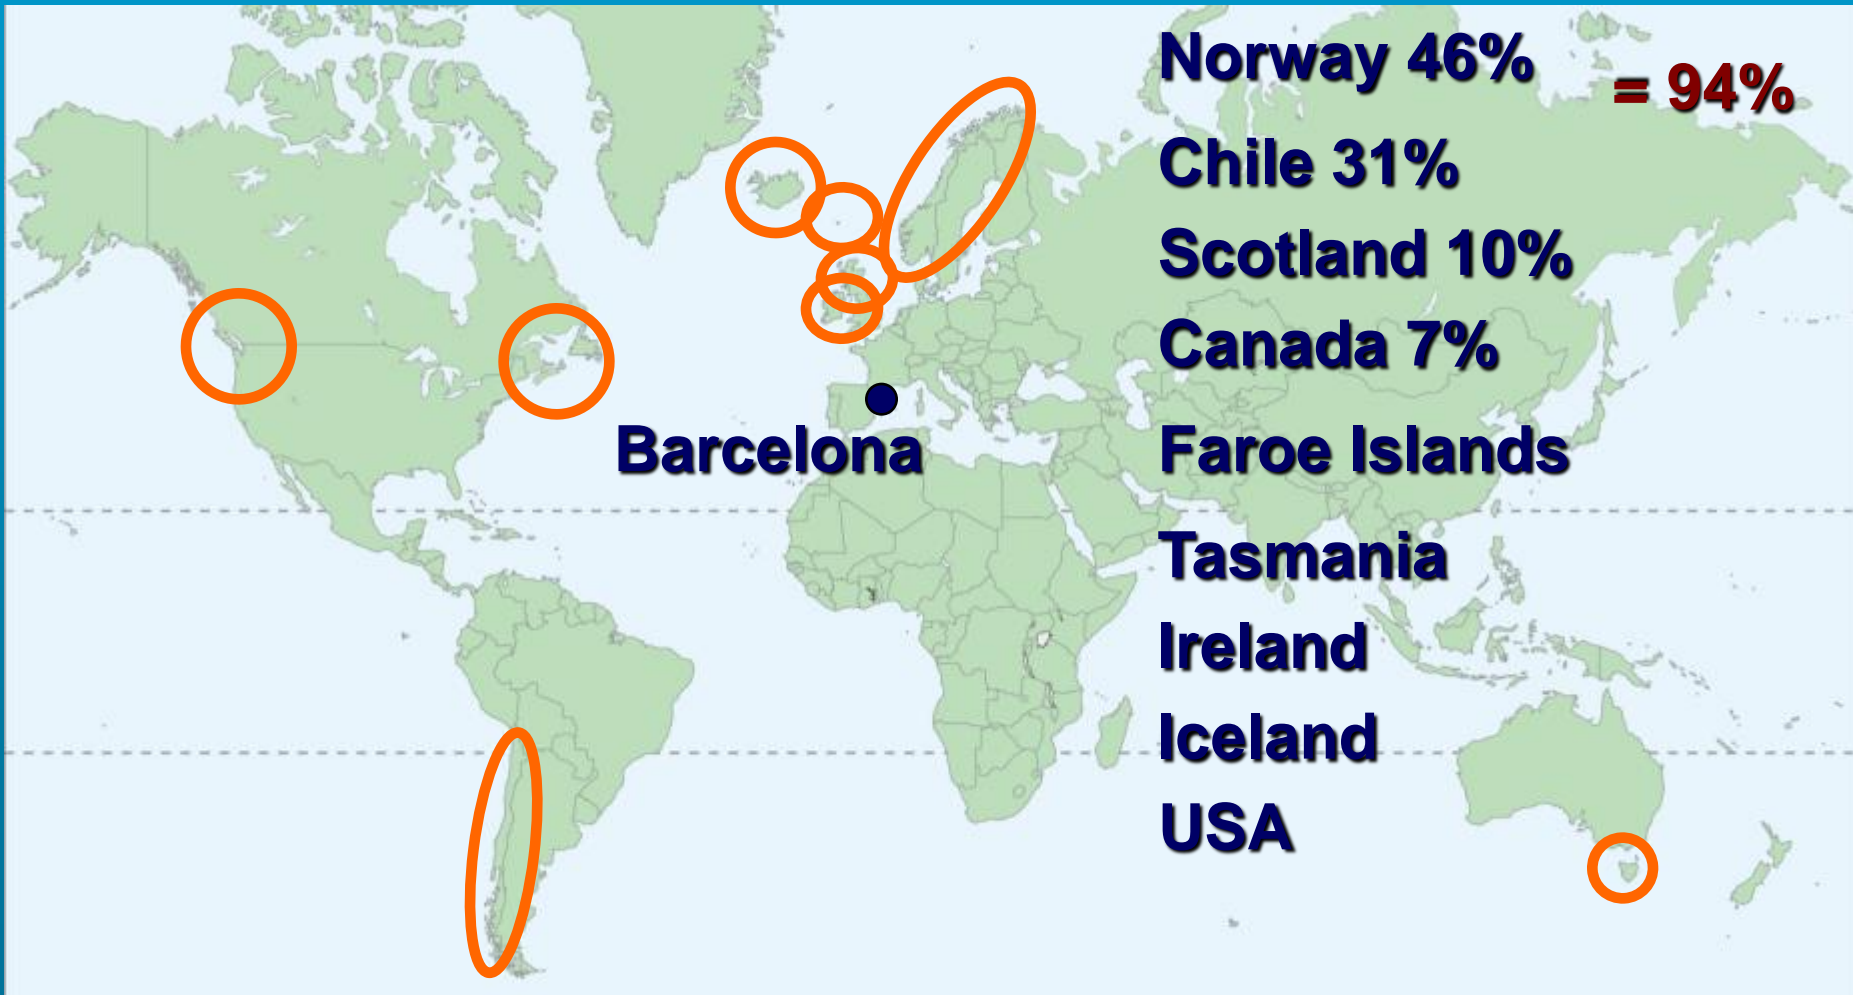 Norway 46%
= 94%
Chile 31%
Scotland 10%
Canada 7%
Barcelona
Faroe Islands
Tasmania
Ireland
Iceland
USA